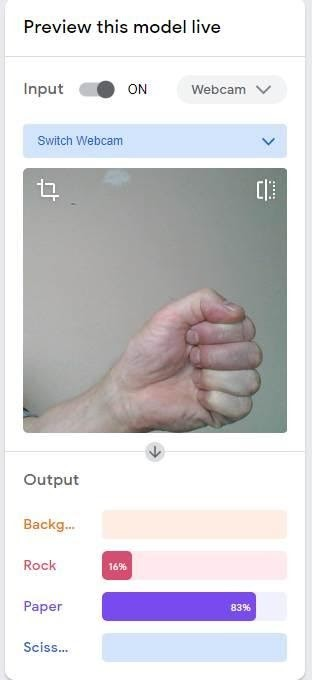 Preview this model live
Input ON Webcam
Switch Webcam
Output
Backg...
Rock 16%
Paper 83%
Sciss...